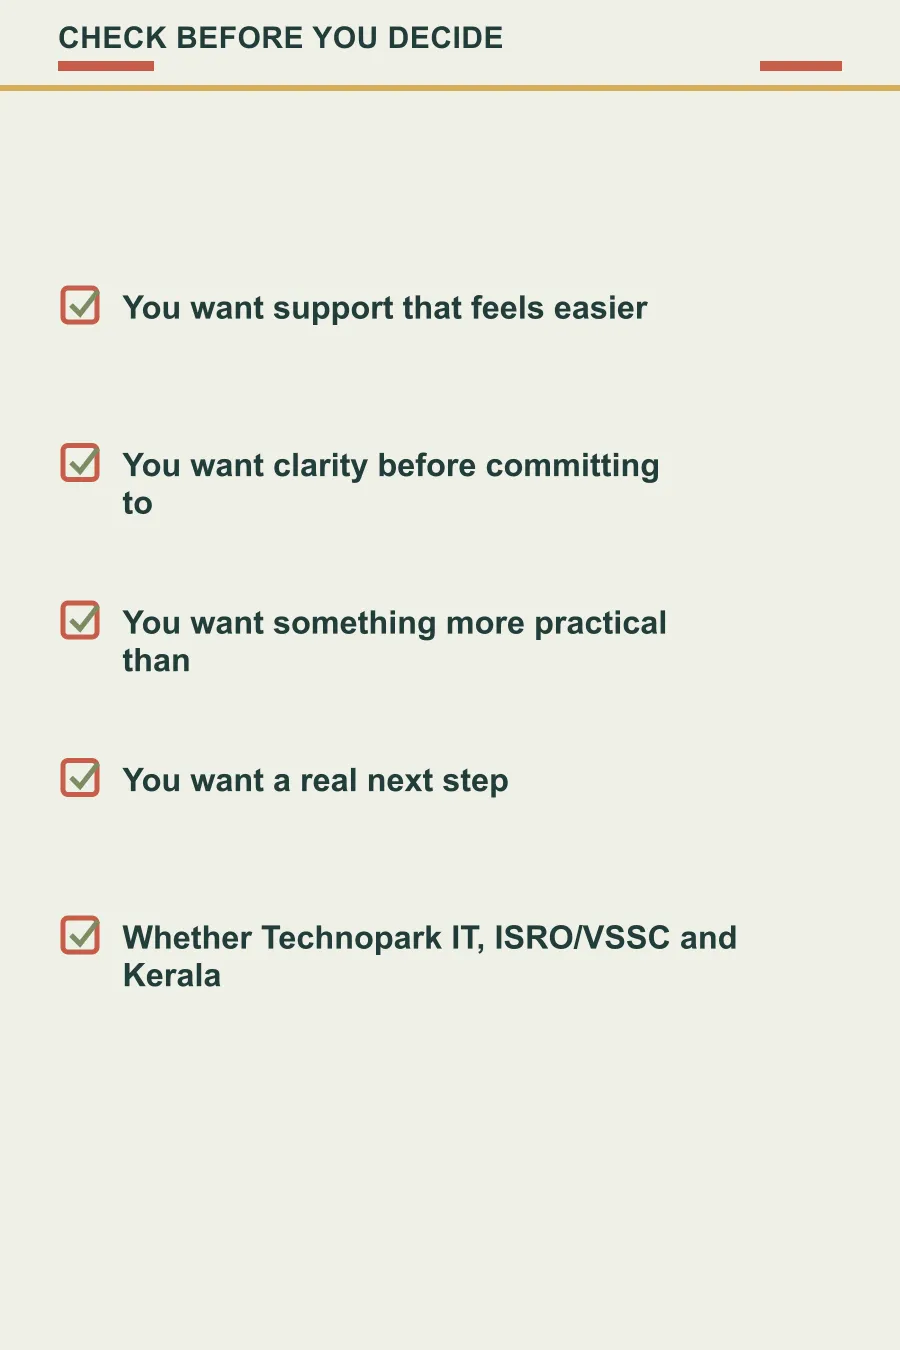 CHECK BEFORE YOU DECIDE
You want support that feels easier
You want clarity before committing
to
You want something more practical
than
You want a real next step
Whether Technopark IT, ISRO/VSSC and
Kerala